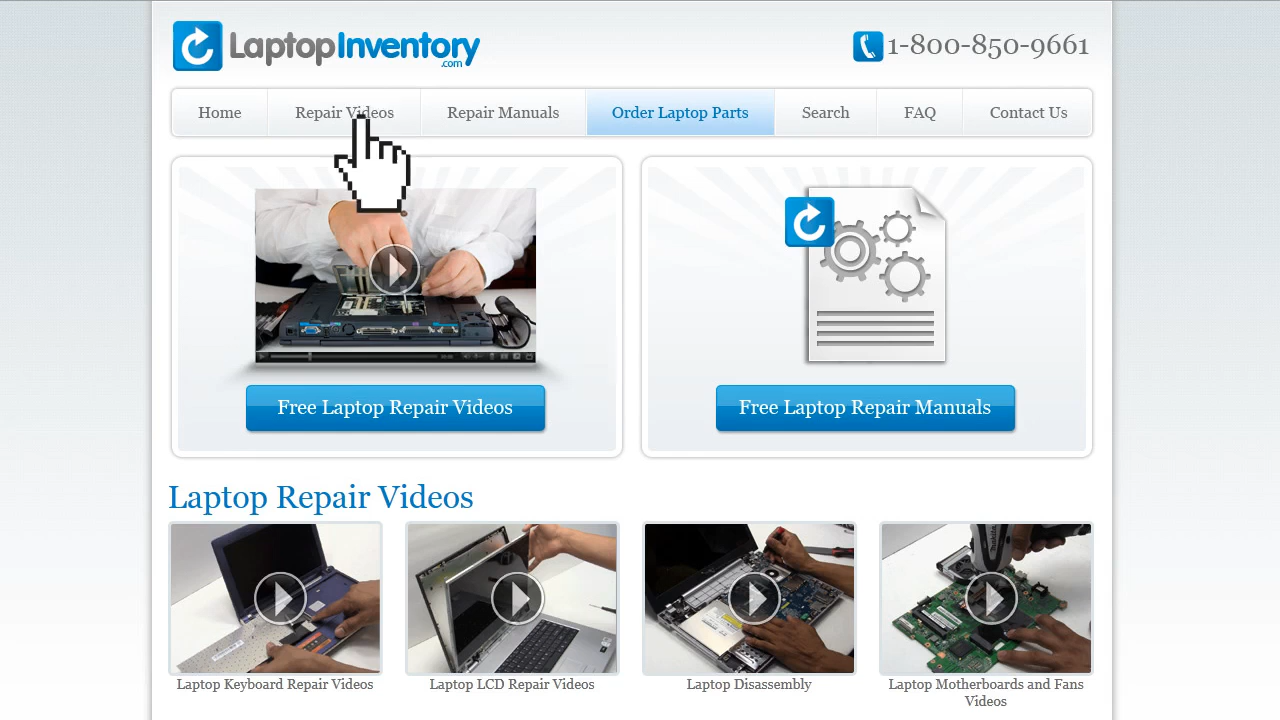 LaptopInventory
.com
1-800-850-9661
Home
Repair Videos
Repair Manuals
Order Laptop Parts
Search
FAQ
Contact Us
Free Laptop Repair Videos
Free Laptop Repair Manuals
Laptop Repair Videos
Laptop Keyboard Repair Videos
Laptop LCD Repair Videos
Laptop Disassembly
Laptop Motherboards and Fans
Videos